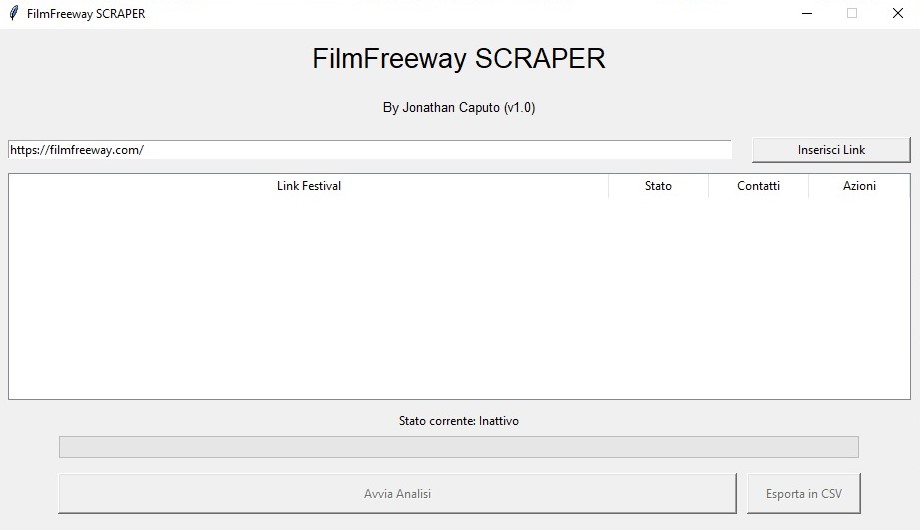 FilmFreeway SCRAPER
FilmFreeway SCRAPER
By Jonathan Caputo (v1.0)
https://filmfreeway.com/ Inserisci Link
Link Festival Stato Contatti Azioni
Stato corrente: Inattivo
Avvia Analisi Esporta in CSV